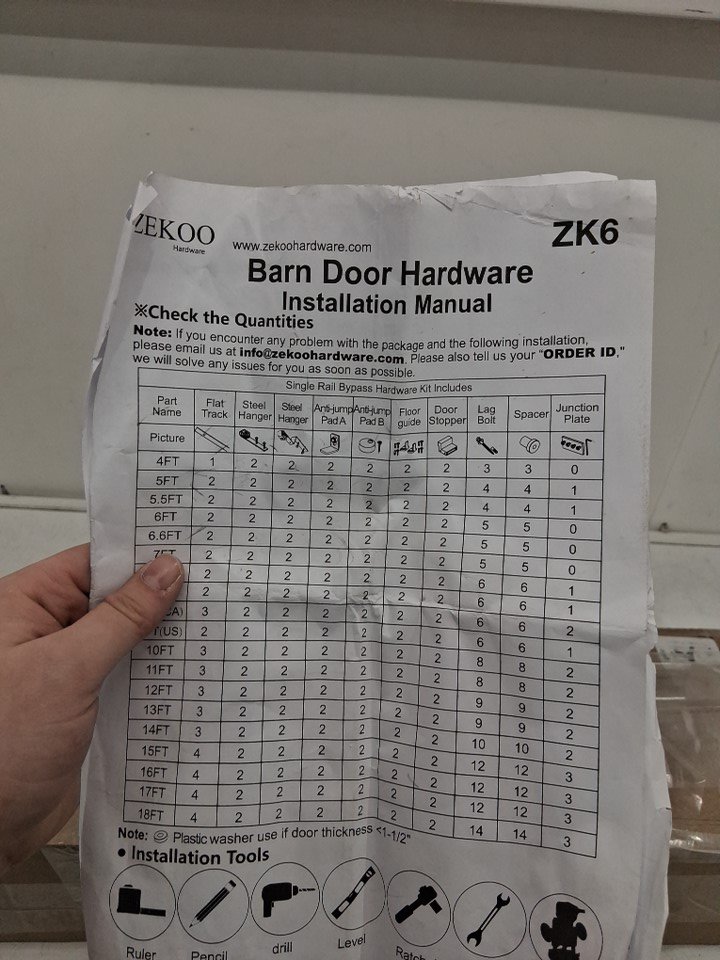 ZEKOO
Hardware
www.zekoohardware.com
ZK6
Barn Door Hardware
Installation Manual
※Check the Quantities
Note: If you encounter any problem with the package and the following installation,
please email us at info@zekoohardware.com. Please also tell us your "ORDER ID,"
we will solve any issues for you as soon as possible.
Single Rail Bypass Hardware Kit Includes
Part Name Flat Track Steel Hanger Steel Hanger Anti-jump Pad A Anti-jump Pad B Floor guide Door Stopper Lag Bolt Spacer Junction Plate
Picture
4FT 1 2 2 2 2 2 2 3 3 0
5FT 2 2 2 2 2 2 2 4 4 1
5.5FT 2 2 2 2 2 2 2 4 4 1
6FT 2 2 2 2 2 2 2 5 5 0
6.6FT 2 2 2 2 2 2 2 5 5 0
7FT 2 2 2 2 2 2 2 5 5 0
2 2 2 2 2 2 2 6 6 1
2 2 2 2 2 2 2 6 6 1
CA) 3 2 2 2 2 2 2 6 6 2
T(US) 2 2 2 2 2 2 2 6 6 1
10FT 3 2 2 2 2 2 2 8 8 2
11FT 3 2 2 2 2 2 2 8 8 2
12FT 3 2 2 2 2 2 2 9 9 2
13FT 3 2 2 2 2 2 2 9 9 2
14FT 3 2 2 2 2 2 2 10 10 2
15FT 4 2 2 2 2 2 2 12 12 3
16FT 4 2 2 2 2 2 2 12 12 3
17FT 4 2 2 2 2 2 2 12 12 3
18FT 4 2 2 2 2 2 2 14 14 3
Note: Plastic washer use if door thickness <1-1/2"
• Installation Tools
Ruler Pencil drill Level